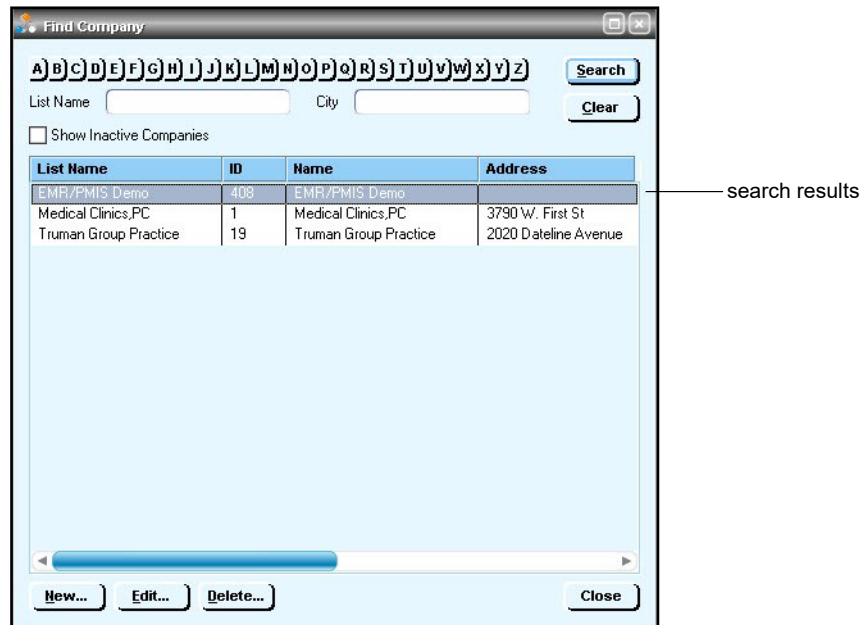 Find Company
A B C D E F G H I J K L M N O P Q R S T U V W X Y Z Search
List Name City Clear
Show Inactive Companies
List Name ID Name Address
EMR/PMIS Demo 408 EMR/PMIS Demo
search results
Medical Clinics,PC 1 Medical Clinics,PC 3790 W. First St
Truman Group Practice 19 Truman Group Practice 2020 Dateline Avenue
New... Edit... Delete... Close